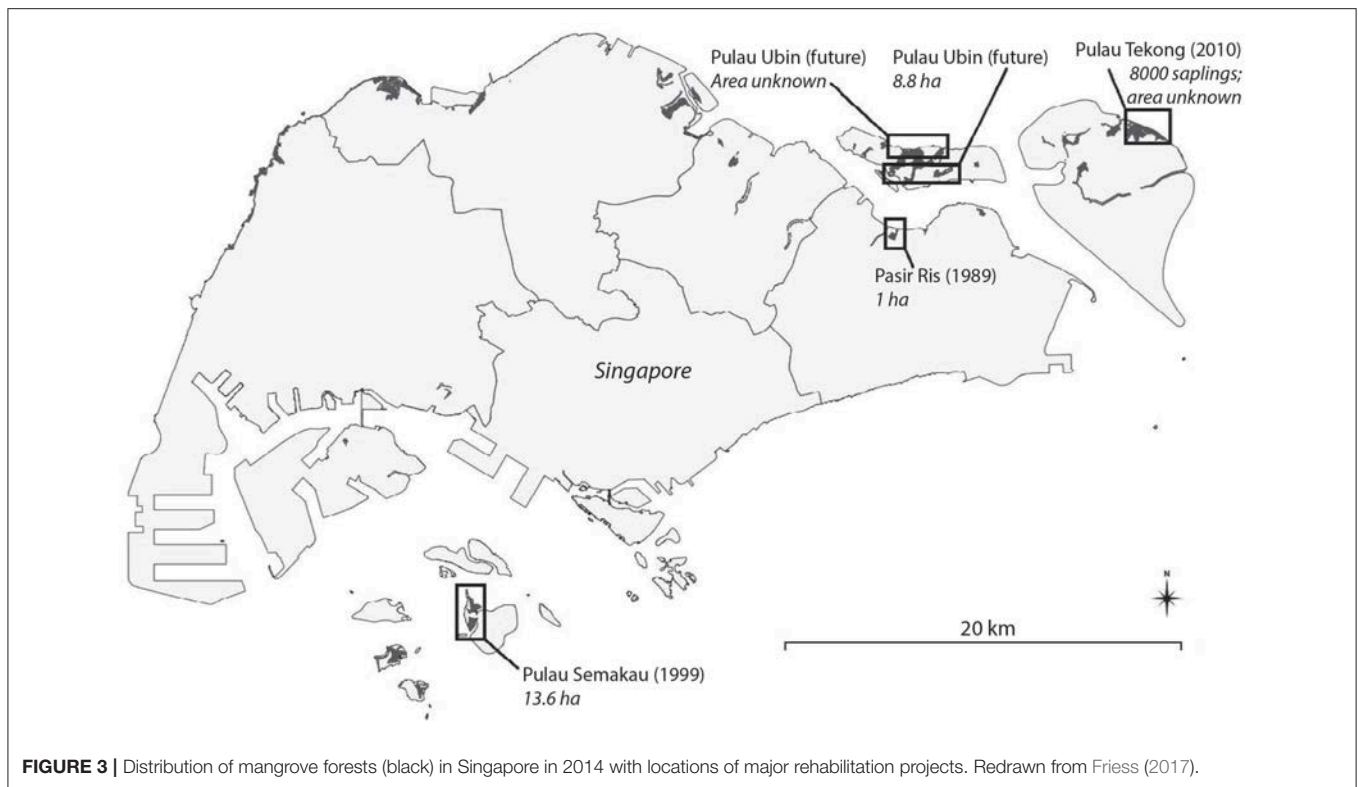 Pulau Ubin (future)
Area unknown
Pulau Ubin (future)
8.8 ha
Pulau Tekong (2010)
8000 saplings;
area unknown
Pasir Ris (1989)
1 ha
Singapore
N
20 km
Pulau Semakau (1999)
13.6 ha
FIGURE 3 | Distribution of mangrove forests (black) in Singapore in 2014 with locations of major rehabilitation projects. Redrawn from Friess (2017).